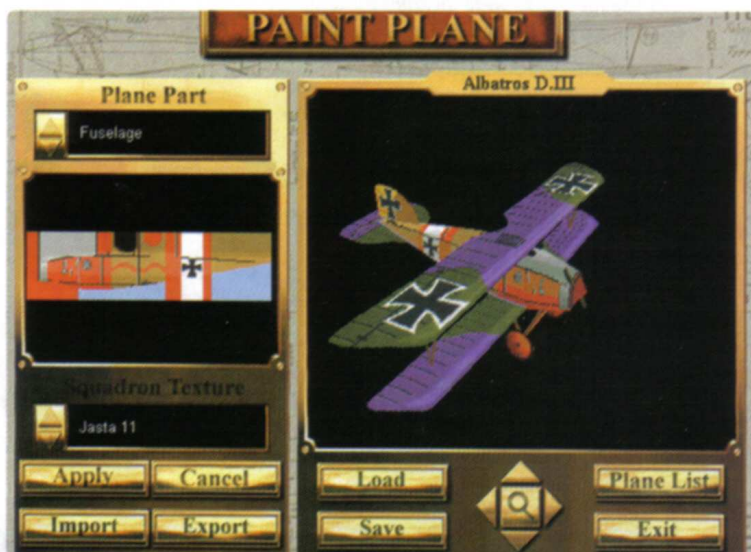 PAINT PLANE
Plane Part
Fuselage
Squadron Texture
Jasta 11
Apply
Cancel
Import
Export
Albatros D.III
Load
Save
Plane List
Exit